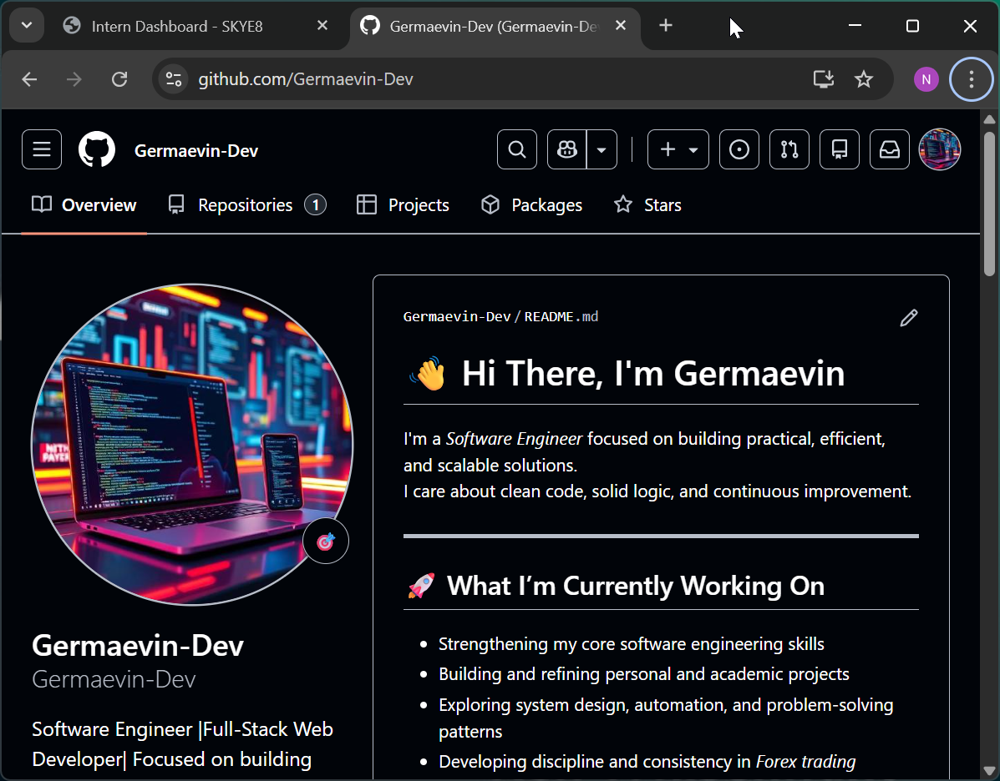 Intern Dashboard - SKYE8
Germaevin-Dev (Germaevin-De
github.com/Germaevin-Dev
N
Germaevin-Dev
Overview
Repositories 1
Projects
Packages
Stars
Germaevin-Dev
Germaevin-Dev
Software Engineer |Full-Stack Web
Developer| Focused on building
Germaevin-Dev/README.md
👋 Hi There, I'm Germaevin
I'm a Software Engineer focused on building practical, efficient,
and scalable solutions.
I care about clean code, solid logic, and continuous improvement.
🚀 What I’m Currently Working On
• Strengthening my core software engineering skills
• Building and refining personal and academic projects
• Exploring system design, automation, and problem-solving
patterns
• Developing discipline and consistency in Forex trading